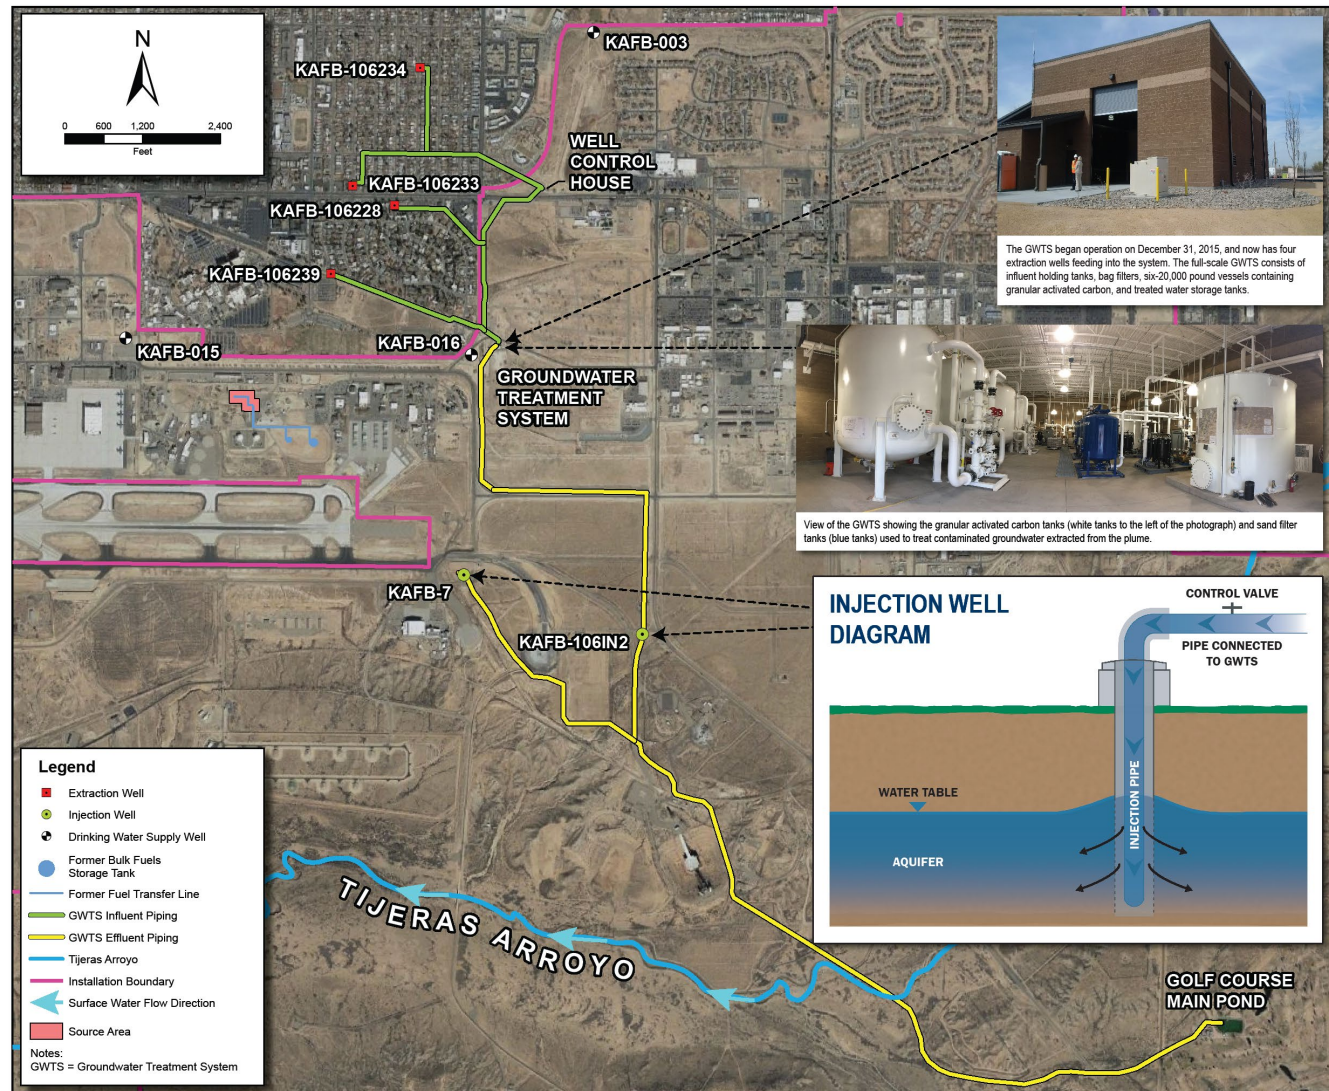 N
0 600 1,200 2,400
Feet
KAFB-003
KAFB-106234
WELL
CONTROL
HOUSE
KAFB-106233
KAFB-106228
KAFB-106239
KAFB-015
KAFB-016
GROUNDWATER
TREATMENT
SYSTEM
The GWTS began operation on December 31, 2015, and now has four
extraction wells feeding into the system. The full-scale GWTS consists of
influent holding tanks, bag filters, six-20,000 pound vessels containing
granular activated carbon, and treated water storage tanks.
View of the GWTS showing the granular activated carbon tanks (white tanks to the left of the photograph) and sand filter
tanks (blue tanks) used to treat contaminated groundwater extracted from the plume.
KAFB-7
KAFB-106IN2
INJECTION WELL
DIAGRAM
CONTROL VALVE
PIPE CONNECTED
TO GWTS
WATER TABLE
AQUIFER
INJECTION PIPE
TIJERAS ARROYO
GOLF COURSE
MAIN POND
Legend
Extraction Well
Injection Well
Drinking Water Supply Well
Former Bulk Fuels
Storage Tank
Former Fuel Transfer Line
GWTS Influent Piping
GWTS Effluent Piping
Tijeras Arroyo
Installation Boundary
Surface Water Flow Direction
Source Area
Notes:
GWTS = Groundwater Treatment System